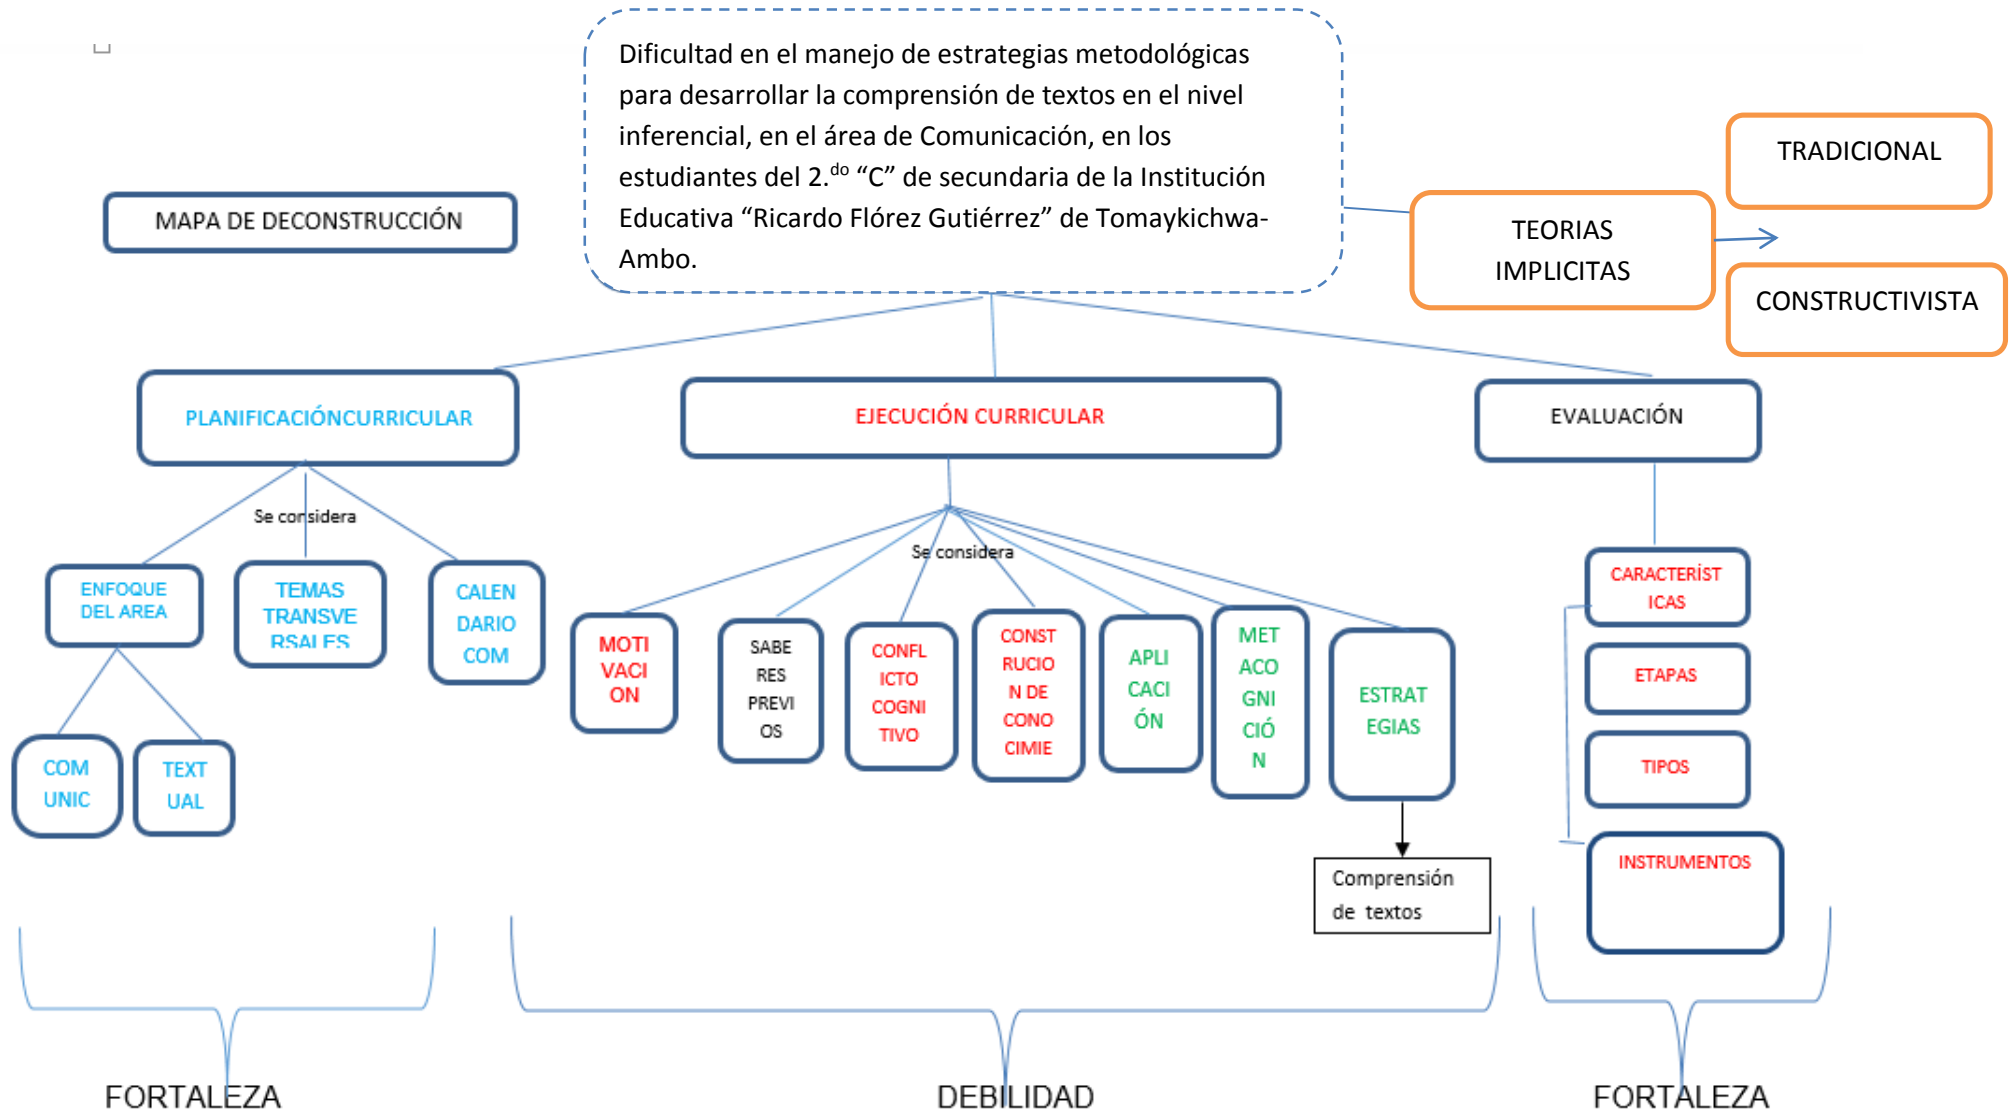 Dificultad en el manejo de estrategias metodológicas
para desarrollar la comprensión de textos en el nivel
inferencial, en el área de Comunicación, en los
estudiantes del 2.do “C” de secundaria de la Institución
Educativa “Ricardo Flórez Gutiérrez” de Tomaykichwa-
Ambo.
MAPA DE DECONSTRUCCIÓN
TEORIAS
IMPLICITAS
TRADICIONAL
CONSTRUCTIVISTA
PLANIFICACIÓNCURRICULAR
EJECUCIÓN CURRICULAR
EVALUACIÓN
Se considera
ENFOQUE
DEL AREA
TEMAS
TRANSVE
RSALES
CALEN
DARIO
COM
COM
UNIC
TEXT
UAL
Se considera
MOTI
VACI
ON
SABE
RES
PREVI
OS
CONFL
ICTO
COGNI
TIVO
CONST
RUCIO
N DE
CONO
CIMIE
APLI
CACI
ÓN
MET
ACO
GNI
CIÓ
N
ESTRAT
EGIAS
Comprensión
de textos
CARACTERÍST
ICAS
ETAPAS
TIPOS
INSTRUMENTOS
FORTALEZA
DEBILIDAD
FORTALEZA